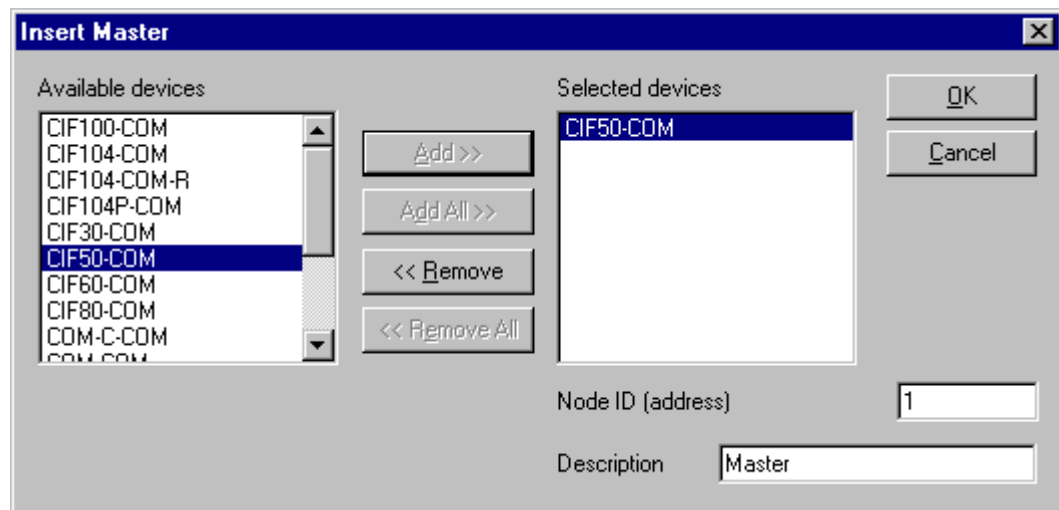 Insert Master
Available devices
CIF100-COM
CIF104-COM
CIF104-COM-R
CIF104P-COM
CIF30-COM
CIF50-COM
CIF60-COM
CIF80-COM
COM-C-COM
COM-COM
Add >>
Add All >>
<< Remove
<< Remove All
Selected devices
CIF50-COM
OK
Cancel
Node ID (address)
1
Description
Master